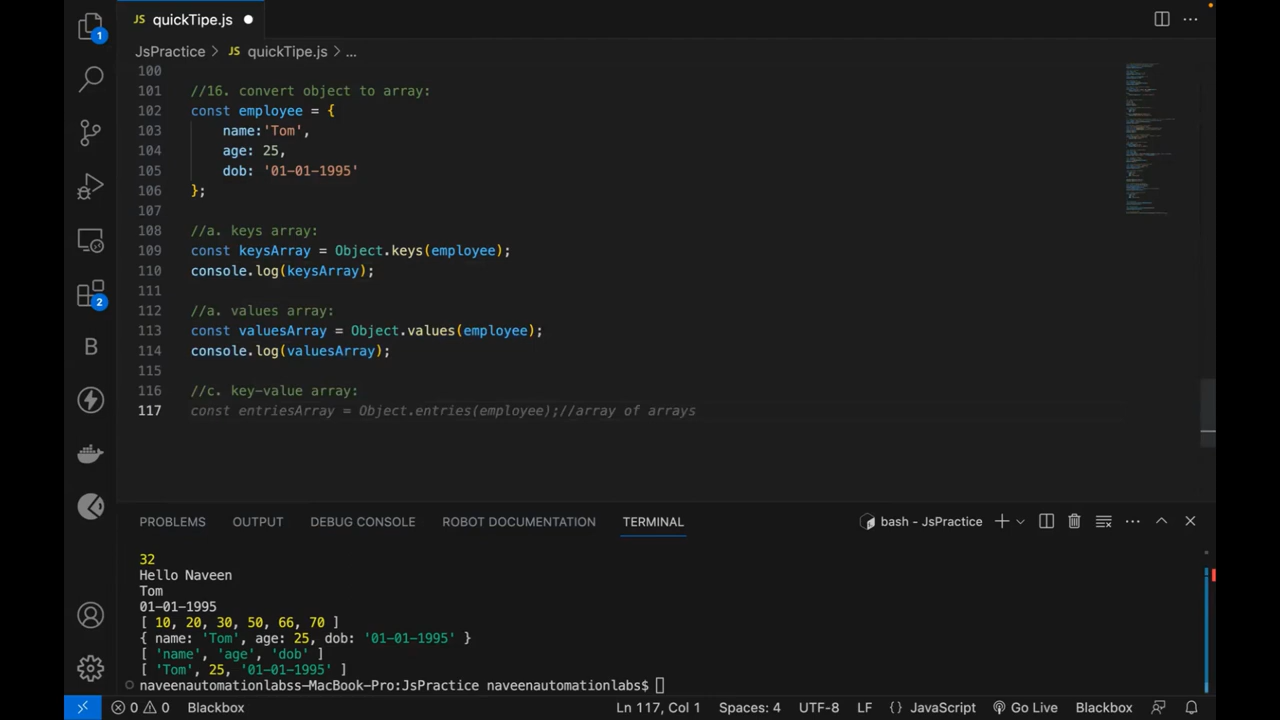 JS quickTipe.js
JsPractice > JS quickTipe.js > ...
1
2
B
100
101 //16. convert object to array:
102 const employee = {
103 name:'Tom',
104 age: 25,
105 dob: '01-01-1995'
106 };
107
108 //a. keys array:
109 const keysArray = Object.keys(employee);
110 console.log(keysArray);
111
112 //a. values array:
113 const valuesArray = Object.values(employee);
114 console.log(valuesArray);
115
116 //c. key-value array:
117 const entriesArray = Object.entries(employee);//array of arrays
PROBLEMS OUTPUT DEBUG CONSOLE ROBOT DOCUMENTATION TERMINAL bash - JsPractice
32
Hello Naveen
Tom
01-01-1995
[ 10, 20, 30, 50, 66, 70 ]
{ name: 'Tom', age: 25, dob: '01-01-1995' }
[ 'name', 'age', 'dob' ]
[ 'Tom', 25, '01-01-1995' ]
naveenautomationlabss-MacBook-Pro:JsPractice naveenautomationlabs$
0 0 Blackbox Ln 117, Col 1 Spaces: 4 UTF-8 LF {} JavaScript Go Live Blackbox